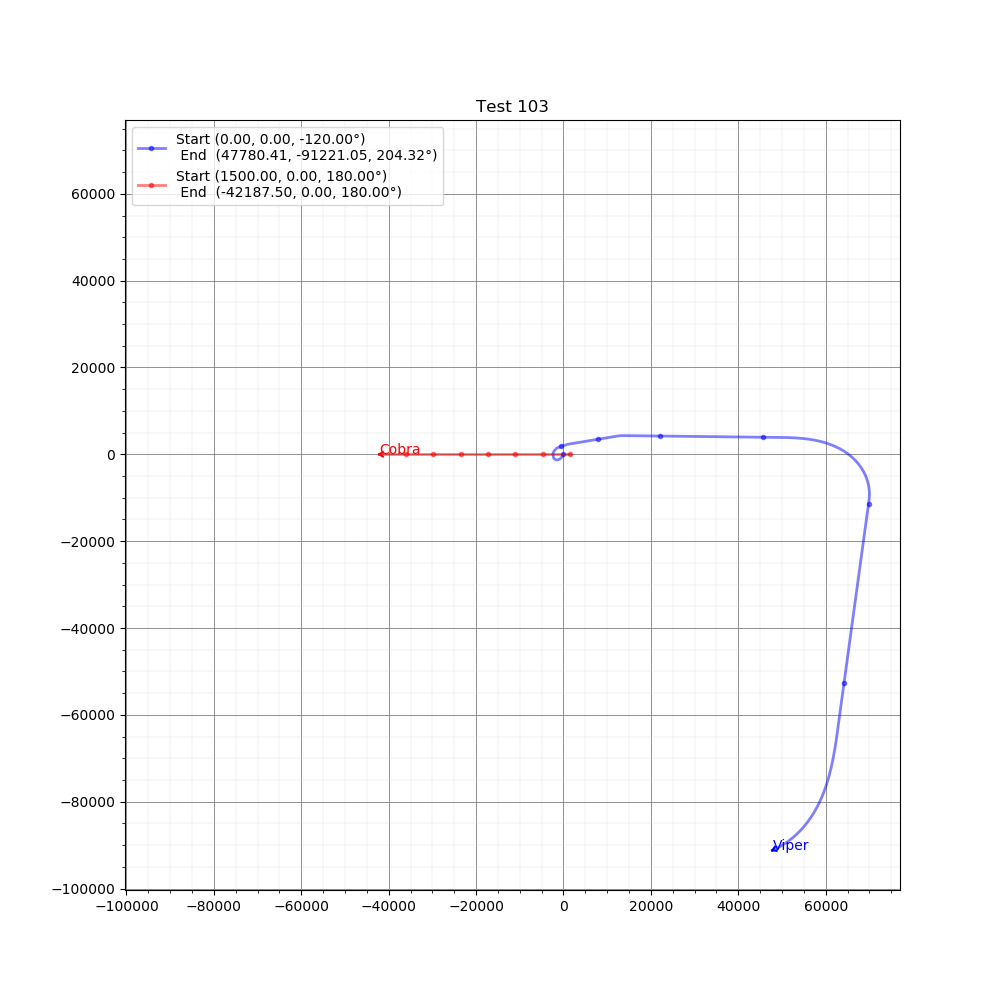 Test 103
Start (0.00, 0.00, -120.00°)
End (47780.41, -91221.05, 204.32°)
Start (1500.00, 0.00, 180.00°)
End (-42187.50, 0.00, 180.00°)
60000
40000
20000
0
−20000
−40000
−60000
−80000
−100000
Cobra
Viper
−100000 −80000 −60000 −40000 −20000 0 20000 40000 60000